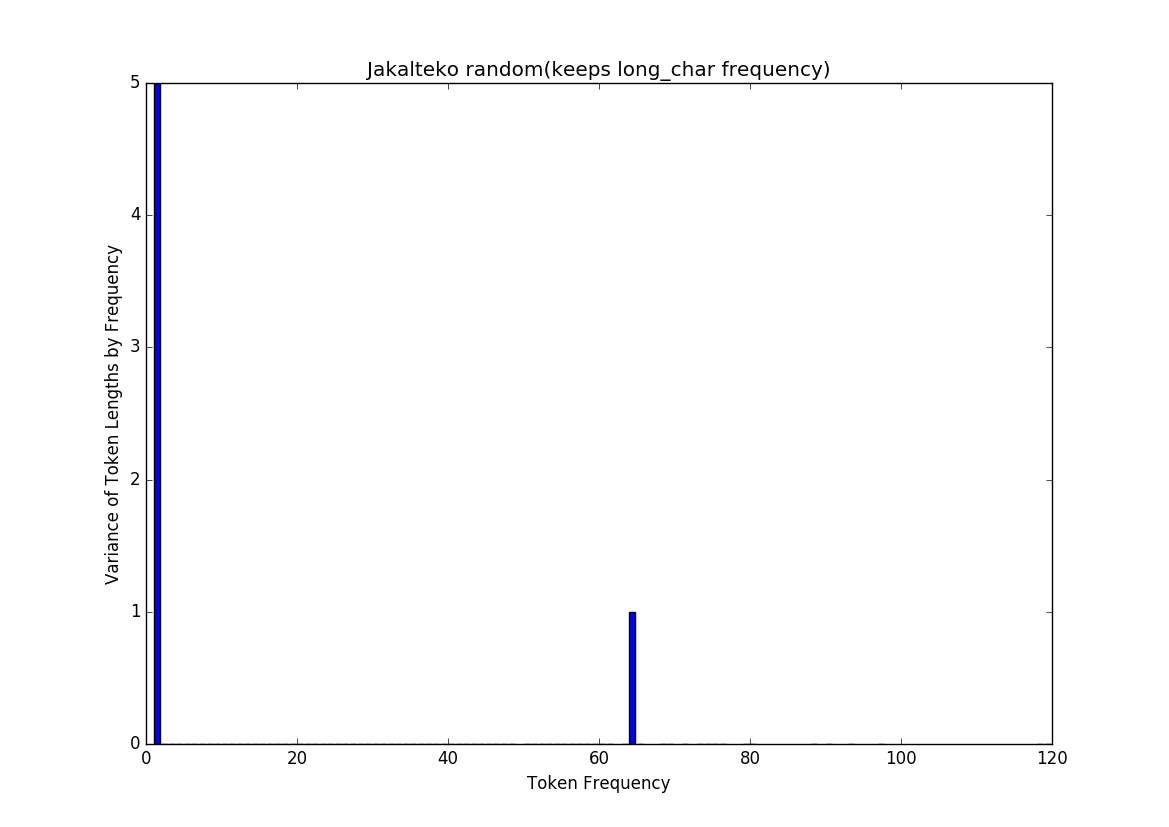 Jakalteko random(keeps long_char frequency)
5
4
3
2
1
0
Variance of Token Lengths by Frequency
0 20 40 60 80 100 120
Token Frequency